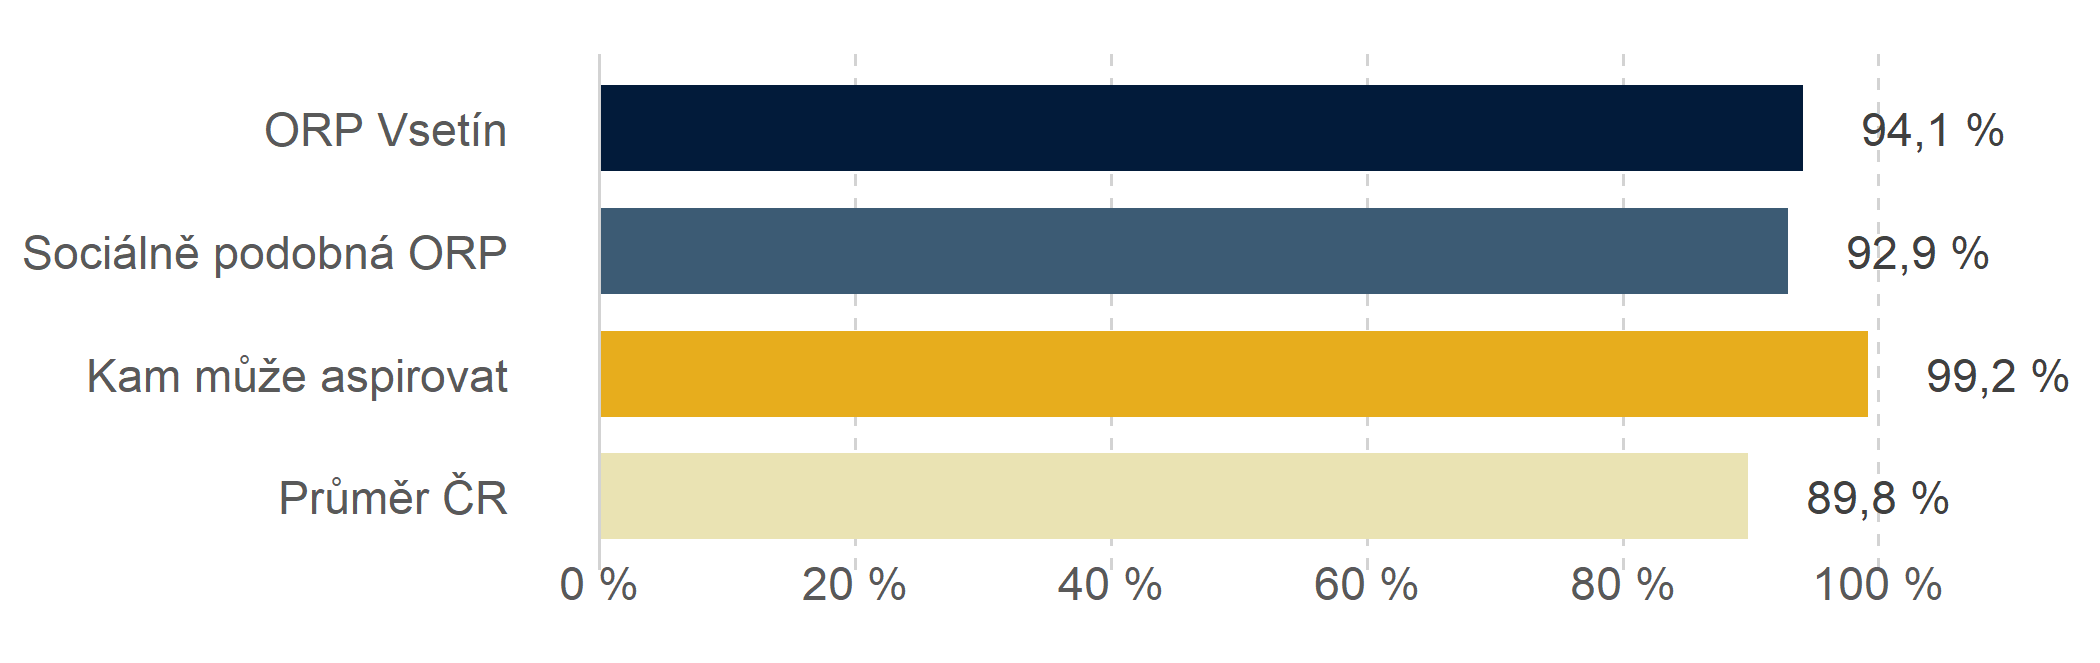 ORP Vsetín
94,1 %
Sociálně podobná ORP
92,9 %
Kam může aspirovat
99,2 %
Průměr ČR
89,8 %
0 % 20 % 40 % 60 % 80 % 100 %